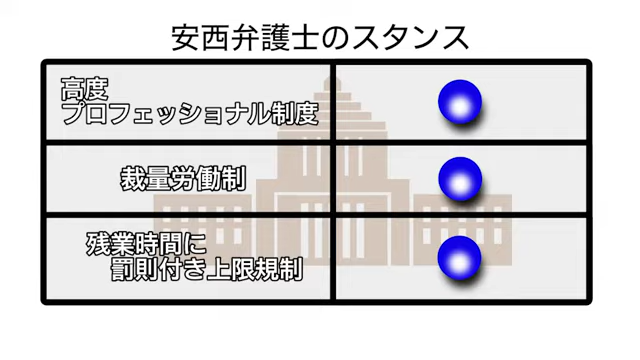 安西弁護士のスタンス
高度
プロフェッショナル制度
裁量労働制
残業時間に
罰則付き上限規制